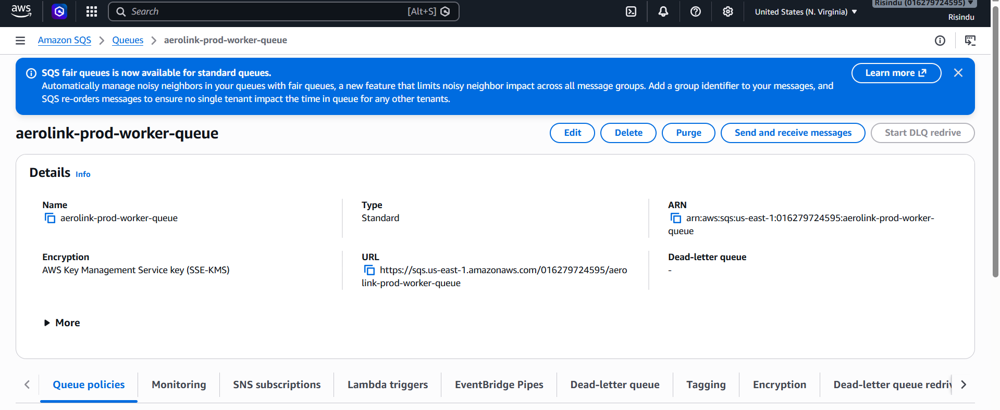 aws
Search
[Alt+S]
United States (N. Virginia)
Risindu (016279724595)
Risindu
Amazon SQS
Queues
aerolink-prod-worker-queue
SQS fair queues is now available for standard queues.
Automatically manage noisy neighbors in your queues with fair queues, a new feature that limits noisy neighbor impact across all message groups. Add a group identifier to your messages, and
SQS re-orders messages to ensure no single tenant impact the time in queue for any other tenants.
Learn more
aerolink-prod-worker-queue
Edit
Delete
Purge
Send and receive messages
Start DLQ redrive
Details Info
Name
aerolink-prod-worker-queue
Type
Standard
ARN
arn:aws:sqs:us-east-1:016279724595:aerolink-prod-worker-
queue
Encryption
AWS Key Management Service key (SSE-KMS)
URL
https://sqs.us-east-1.amazonaws.com/016279724595/aero
link-prod-worker-queue
Dead-letter queue
-
More
Queue policies
Monitoring
SNS subscriptions
Lambda triggers
EventBridge Pipes
Dead-letter queue
Tagging
Encryption
Dead-letter queue redriv